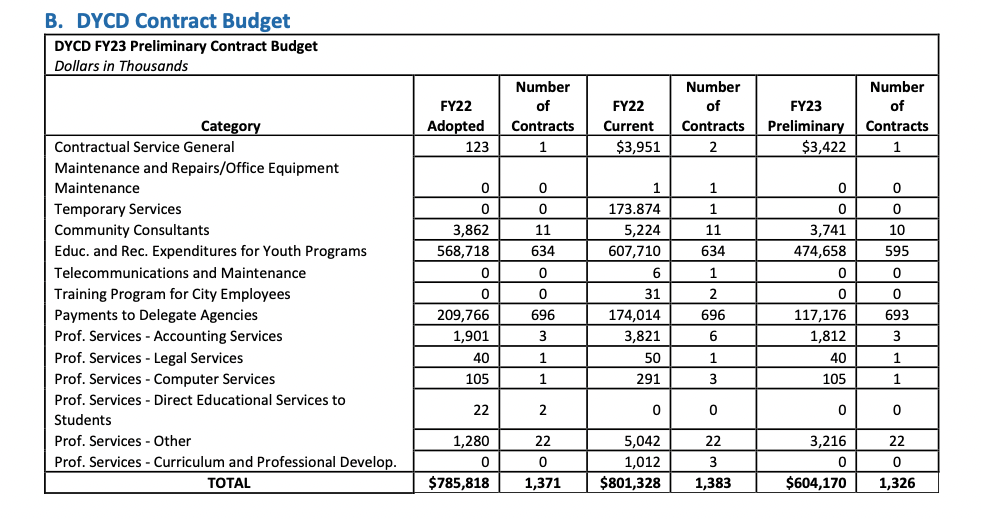 B. DYCD Contract Budget
DYCD FY23 Preliminary Contract Budget
Dollars in Thousands
Category FY22 Adopted Number of Contracts FY22 Current Number of Contracts FY23 Preliminary Number of Contracts
Contractual Service General 123 1 $3,951 2 $3,422 1
Maintenance and Repairs/Office Equipment
Maintenance 0 0 1 1 0 0
Temporary Services 0 0 173.874 1 0 0
Community Consultants 3,862 11 5,224 11 3,741 10
Educ. and Rec. Expenditures for Youth Programs 568,718 634 607,710 634 474,658 595
Telecommunications and Maintenance 0 0 6 1 0 0
Training Program for City Employees 0 0 31 2 0 0
Payments to Delegate Agencies 209,766 696 174,014 696 117,176 693
Prof. Services - Accounting Services 1,901 3 3,821 6 1,812 3
Prof. Services - Legal Services 40 1 50 1 40 1
Prof. Services - Computer Services 105 1 291 3 105 1
Prof. Services - Direct Educational Services to
Students 22 2 0 0 0 0
Prof. Services - Other 1,280 22 5,042 22 3,216 22
Prof. Services - Curriculum and Professional Develop. 0 0 1,012 3 0 0
TOTAL $785,818 1,371 $801,328 1,383 $604,170 1,326